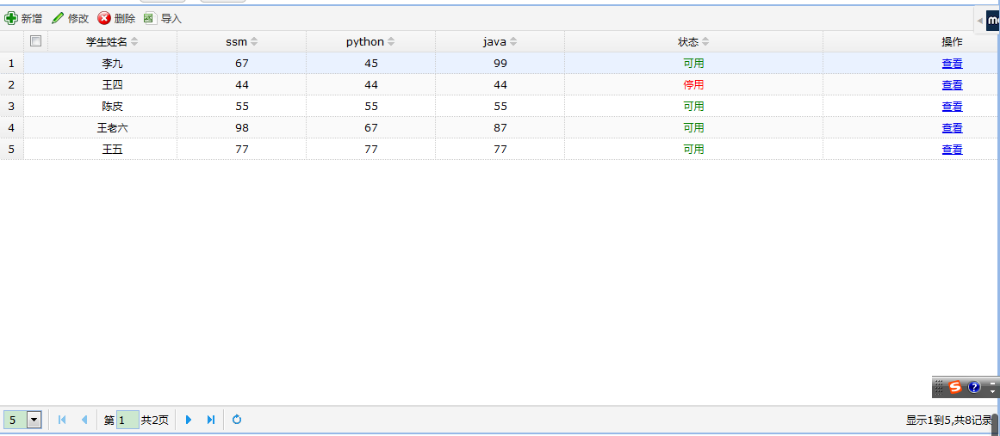 新增 修改 删除 导入
学生姓名 ssm python java 状态 操作
1 李九 67 45 99 可用 查看
2 王四 44 44 44 停用 查看
3 陈皮 55 55 55 可用 查看
4 王老六 98 67 87 可用 查看
5 王五 77 77 77 可用 查看
5 第 1 共2页 显示1到5,共8记录